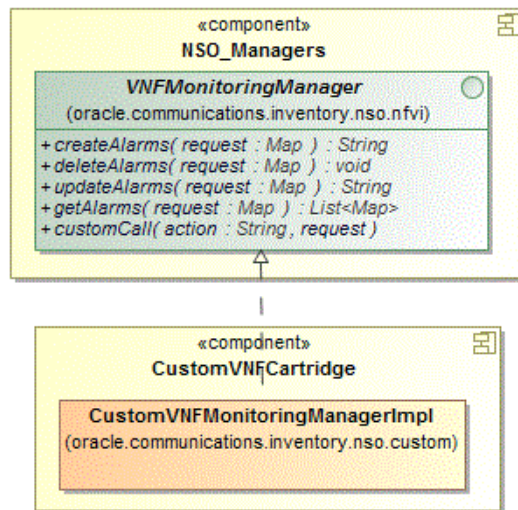 «component»
NSO_Managers
VNFMonitoringManager
(oracle.communications.inventory.nso.nfvi)
+createAlarms( request : Map ) : String
+deleteAlarms( request : Map ) : void
+updateAlarms( request : Map ) : String
+getAlarms( request : Map ) : List<Map>
+customCall( action : String, request )
«component»
CustomVNFCartridge
CustomVNFMonitoringManagerImpl
(oracle.communications.inventory.nso.custom)